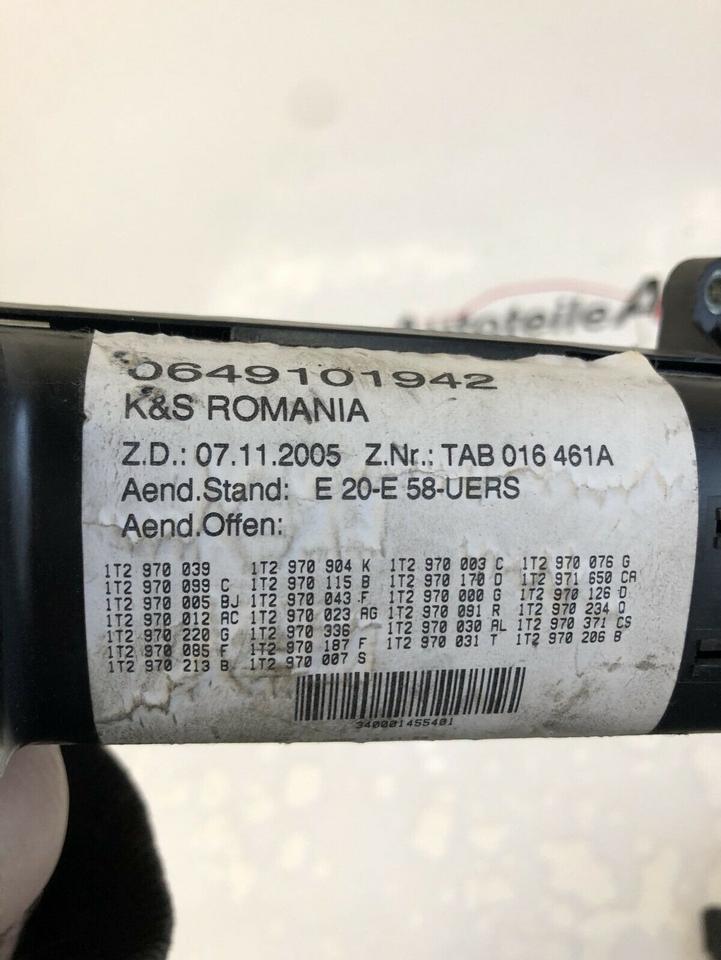 AutoteileA
0649101942
K&S ROMANIA
Z.D.: 07.11.2005 Z.Nr.: TAB 016 461A
Aend.Stand: E 20-E 58-UERS
Aend.Offen:
1T2 970 039 1T2 970 904 K 1T2 970 003 C 1T2 970 076 G
1T2 970 099 C 1T2 970 115 B 1T2 970 170 D 1T2 971 650 CA
1T2 970 005 BJ 1T2 970 043 F 1T2 970 000 G 1T2 970 126 D
1T2 970 012 AC 1T2 970 023 AG 1T2 970 091 R 1T2 970 234 Q
1T2 970 220 G 1T2 970 336 1T2 970 030 AL 1T2 970 371 CS
1T2 970 085 F 1T2 970 187 F 1T2 970 031 T 1T2 970 206 B
1T2 970 213 B 1T2 970 007 S
340001455401